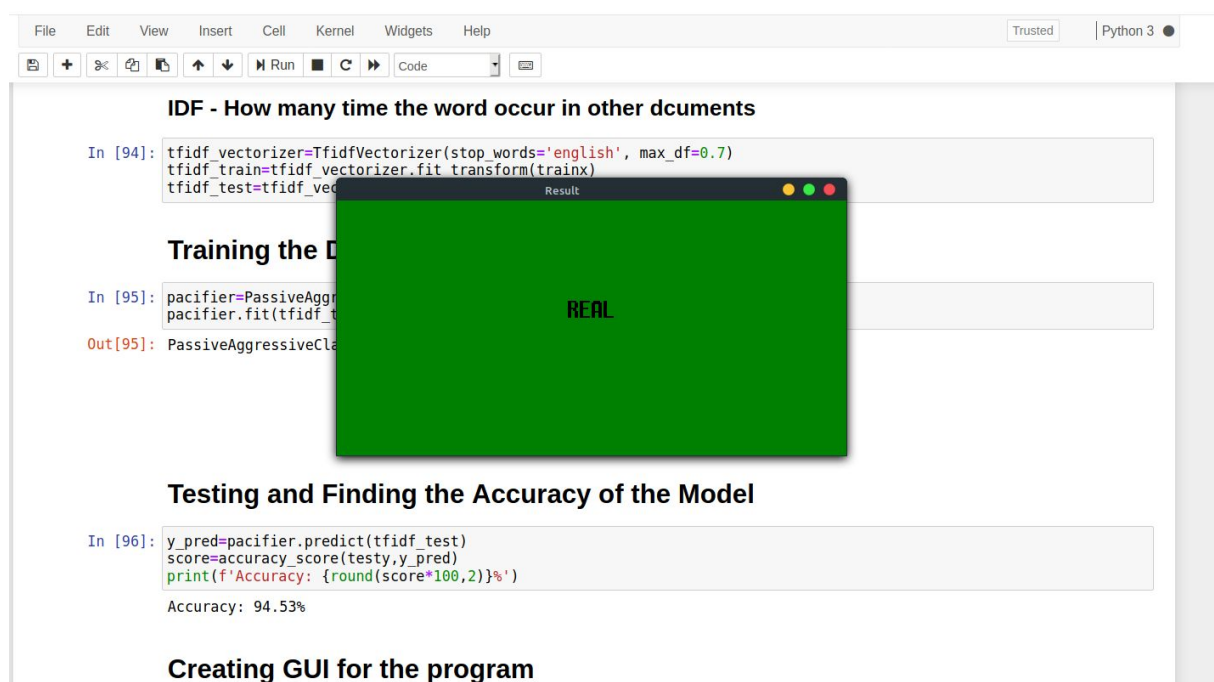 File Edit View Insert Cell Kernel Widgets Help Trusted Python 3
Run Code
IDF - How many time the word occur in other dcuments
In [94]: tfidf_vectorizer=TfidfVectorizer(stop_words='english', max_df=0.7)
tfidf_train=tfidf_vectorizer.fit_transform(trainx)
tfidf_test=tfidf_vec
Result
Training the D
In [95]: pacifier=PassiveAggr
pacifier.fit(tfidf_t
REAL
Out[95]: PassiveAggressiveCla
Testing and Finding the Accuracy of the Model
In [96]: y_pred=pacifier.predict(tfidf_test)
score=accuracy_score(testy,y_pred)
print(f'Accuracy: {round(score*100,2)}%')
Accuracy: 94.53%
Creating GUI for the program